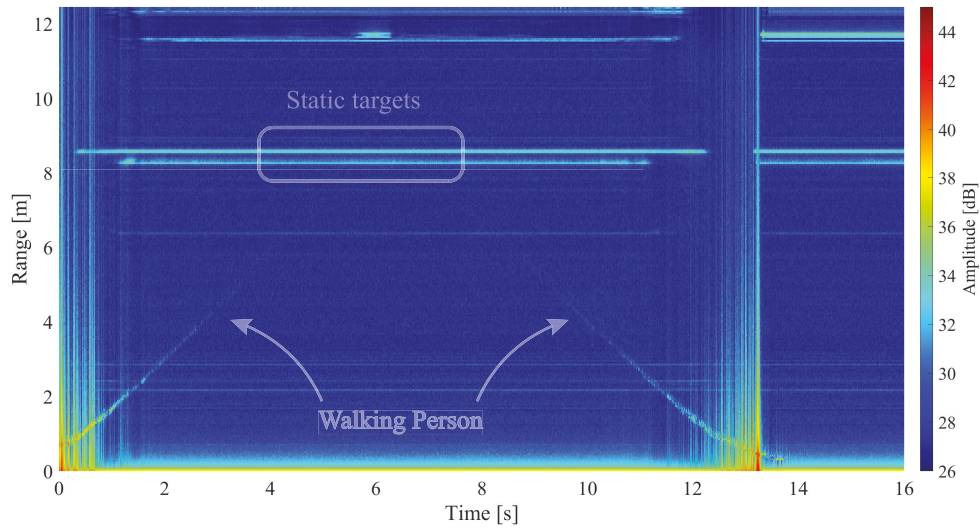 12
10
8
6
4
2
0
Range [m]
Static targets
Walking Person
0 2 4 6 8 10 12 14 16
Time [s]
44
42
40
38
36
34
32
30
28
26
Amplitude [dB]